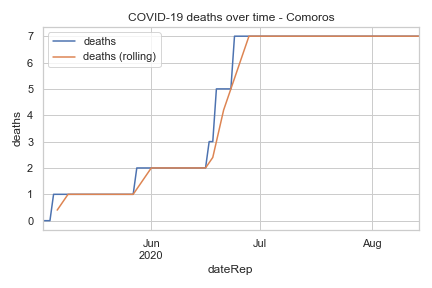 COVID-19 deaths over time - Comoros
deaths
deaths (rolling)
7
6
5
4
3
2
1
0
deaths
Jun
2020
Jul
Aug
dateRep